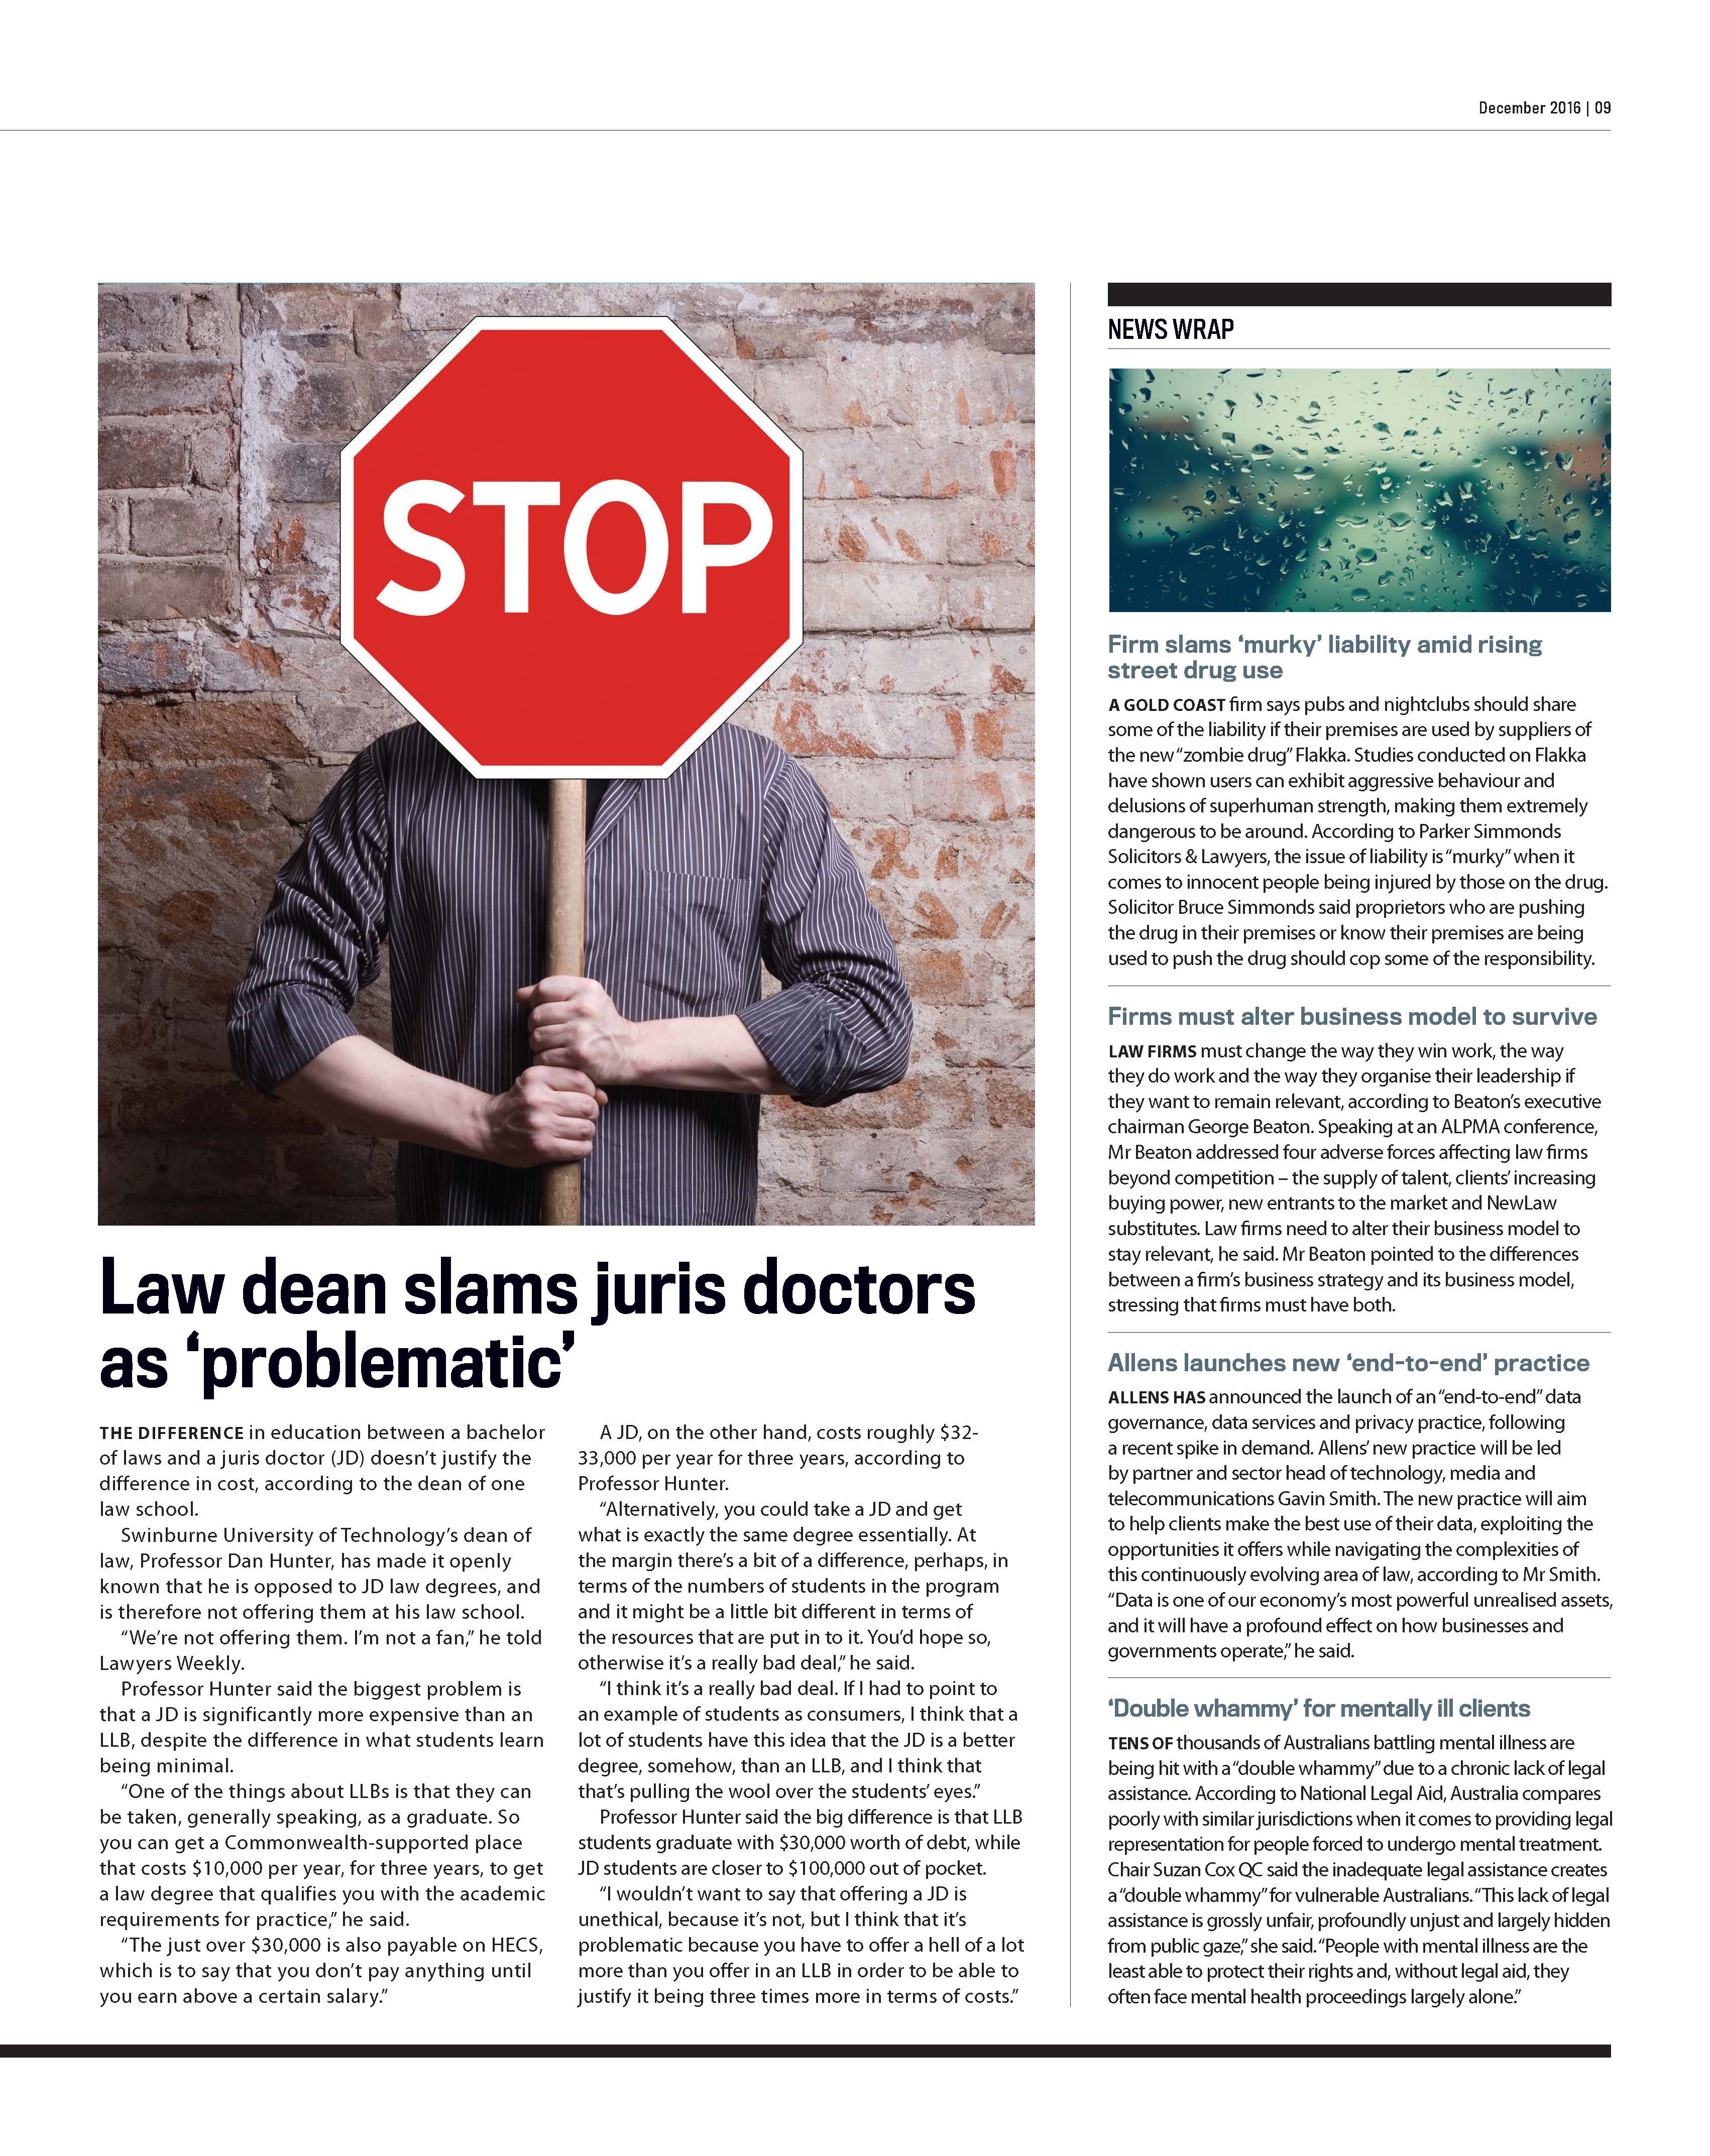 December 2016 | 09
STOP
Law dean slams juris doctors
as ‘problematic’
THE DIFFERENCE in education between a bachelor
of laws and a juris doctor (JD) doesn’t justify the
difference in cost, according to the dean of one
law school.
Swinburne University of Technology’s dean of
law, Professor Dan Hunter, has made it openly
known that he is opposed to JD law degrees, and
is therefore not offering them at his law school.
“We’re not offering them. I’m not a fan,” he told
Lawyers Weekly.
Professor Hunter said the biggest problem is
that a JD is significantly more expensive than an
LLB, despite the difference in what students learn
being minimal.
“One of the things about LLBs is that they can
be taken, generally speaking, as a graduate. So
you can get a Commonwealth-supported place
that costs $10,000 per year, for three years, to get
a law degree that qualifies you with the academic
requirements for practice,” he said.
“The just over $30,000 is also payable on HECS,
which is to say that you don’t pay anything until
you earn above a certain salary.”
A JD, on the other hand, costs roughly $32-
33,000 per year for three years, according to
Professor Hunter.
“Alternatively, you could take a JD and get
what is exactly the same degree essentially. At
the margin there’s a bit of a difference, perhaps, in
terms of the numbers of students in the program
and it might be a little bit different in terms of
the resources that are put in to it. You’d hope so,
otherwise it’s a really bad deal,” he said.
“I think it’s a really bad deal. If I had to point to
an example of students as consumers, I think that a
lot of students have this idea that the JD is a better
degree, somehow, than an LLB, and I think that
that’s pulling the wool over the students’ eyes.”
Professor Hunter said the big difference is that LLB
students graduate with $30,000 worth of debt, while
JD students are closer to $100,000 out of pocket.
“I wouldn’t want to say that offering a JD is
unethical, because it’s not, but I think that it’s
problematic because you have to offer a hell of a lot
more than you offer in an LLB in order to be able to
justify it being three times more in terms of costs.”
NEWS WRAP
Firm slams ‘murky’ liability amid rising
street drug use
A GOLD COAST firm says pubs and nightclubs should share
some of the liability if their premises are used by suppliers of
the new “zombie drug” Flakka. Studies conducted on Flakka
have shown users can exhibit aggressive behaviour and
delusions of superhuman strength, making them extremely
dangerous to be around. According to Parker Simmonds
Solicitors & Lawyers, the issue of liability is “murky” when it
comes to innocent people being injured by those on the drug.
Solicitor Bruce Simmonds said proprietors who are pushing
the drug in their premises or know their premises are being
used to push the drug should cop some of the responsibility.
Firms must alter business model to survive
LAW FIRMS must change the way they win work, the way
they do work and the way they organise their leadership if
they want to remain relevant, according to Beaton’s executive
chairman George Beaton. Speaking at an ALPMA conference,
Mr Beaton addressed four adverse forces affecting law firms
beyond competition – the supply of talent, clients’ increasing
buying power, new entrants to the market and NewLaw
substitutes. Law firms need to alter their business model to
stay relevant, he said. Mr Beaton pointed to the differences
between a firm’s business strategy and its business model,
stressing that firms must have both.
Allens launches new ‘end-to-end’ practice
ALLENS HAS announced the launch of an “end-to-end” data
governance, data services and privacy practice, following
a recent spike in demand. Allens’ new practice will be led
by partner and sector head of technology, media and
telecommunications Gavin Smith. The new practice will aim
to help clients make the best use of their data, exploiting the
opportunities it offers while navigating the complexities of
this continuously evolving area of law, according to Mr Smith.
“Data is one of our economy’s most powerful unrealised assets,
and it will have a profound effect on how businesses and
governments operate,” he said.
‘Double whammy’ for mentally ill clients
TENS OF thousands of Australians battling mental illness are
being hit with a “double whammy” due to a chronic lack of legal
assistance. According to National Legal Aid, Australia compares
poorly with similar jurisdictions when it comes to providing legal
representation for people forced to undergo mental treatment.
Chair Suzan Cox QC said the inadequate legal assistance creates
a “double whammy” for vulnerable Australians. “This lack of legal
assistance is grossly unfair, profoundly unjust and largely hidden
from public gaze,” she said. “People with mental illness are the
least able to protect their rights and, without legal aid, they
often face mental health proceedings largely alone.”